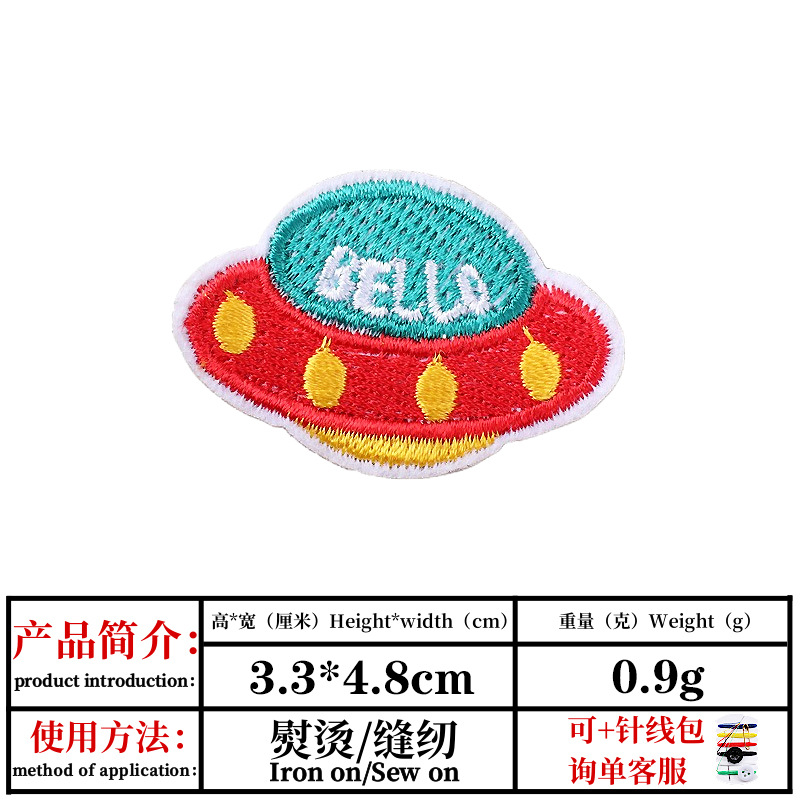 BELLO
产品简介：
product introduction:
高*宽（厘米）Height*width（cm）
重量（克）Weight（g）
3.3*4.8cm
0.9g
使用方法：
method of application:
熨烫/缝纫
Iron on/Sew on
可+针线包
询单客服